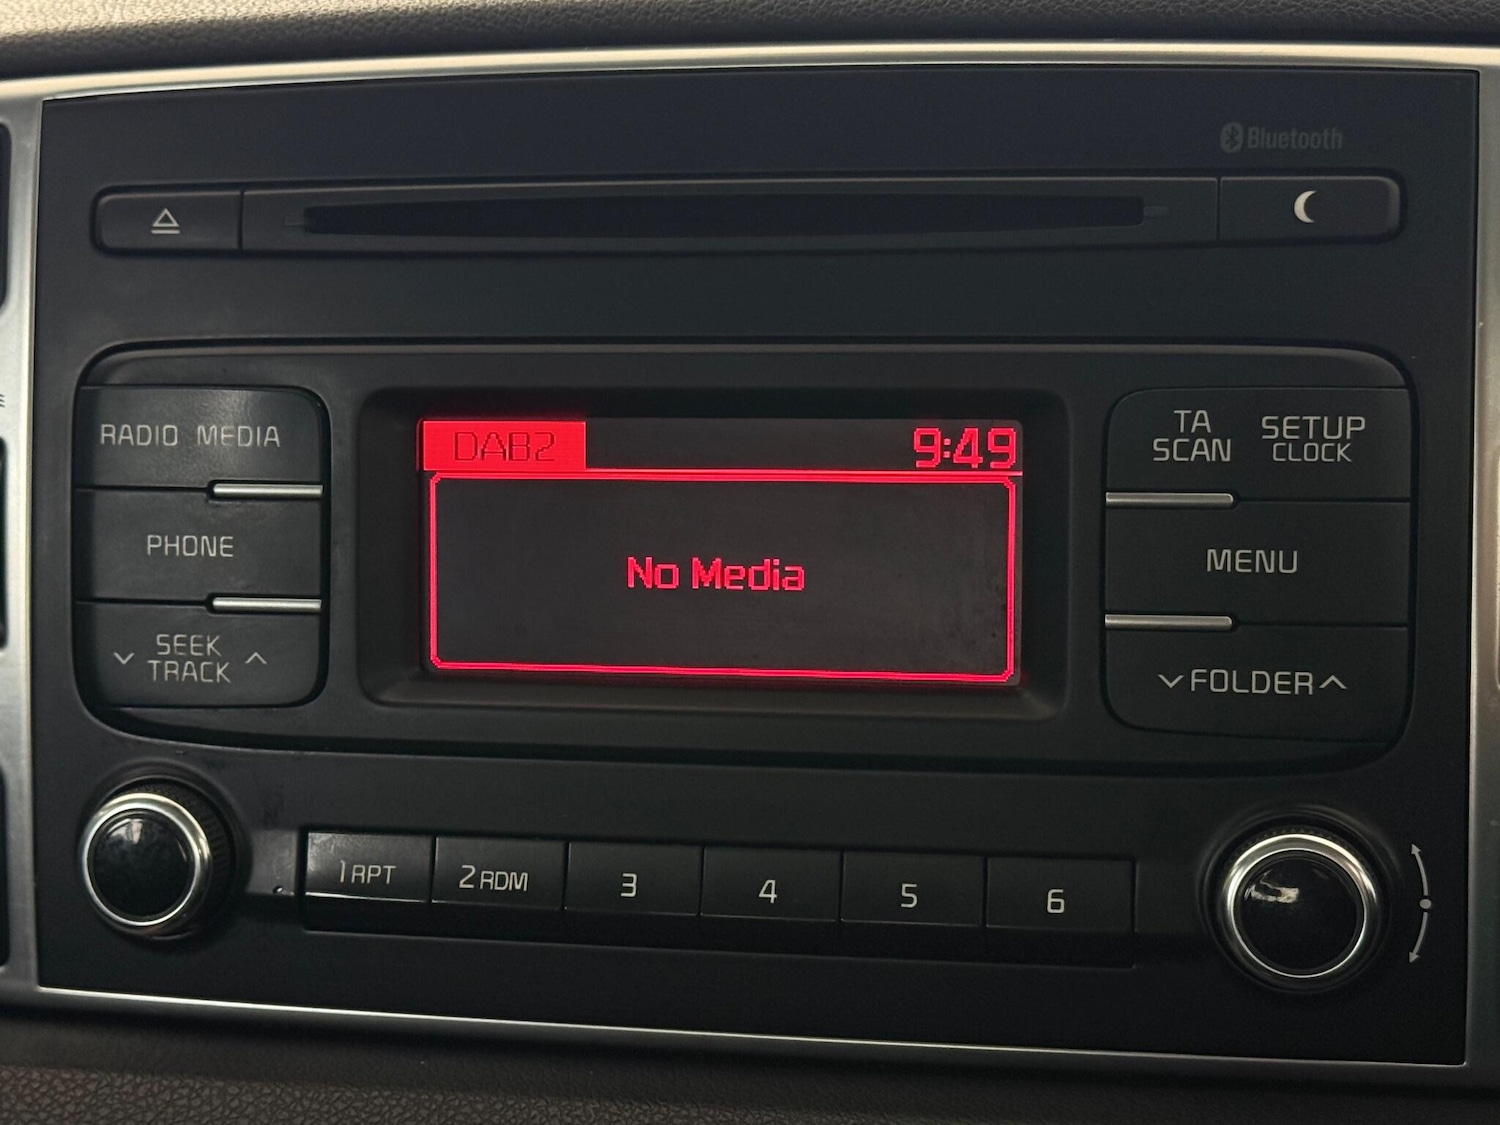 Bluetooth
RADIO MEDIA
PHONE
SEEK
TRACK
DAB2
9:49
No Media
TA
SCAN
SETUP
CLOCK
MENU
FOLDER
1 RPT
2 RDM
3
4
5
6